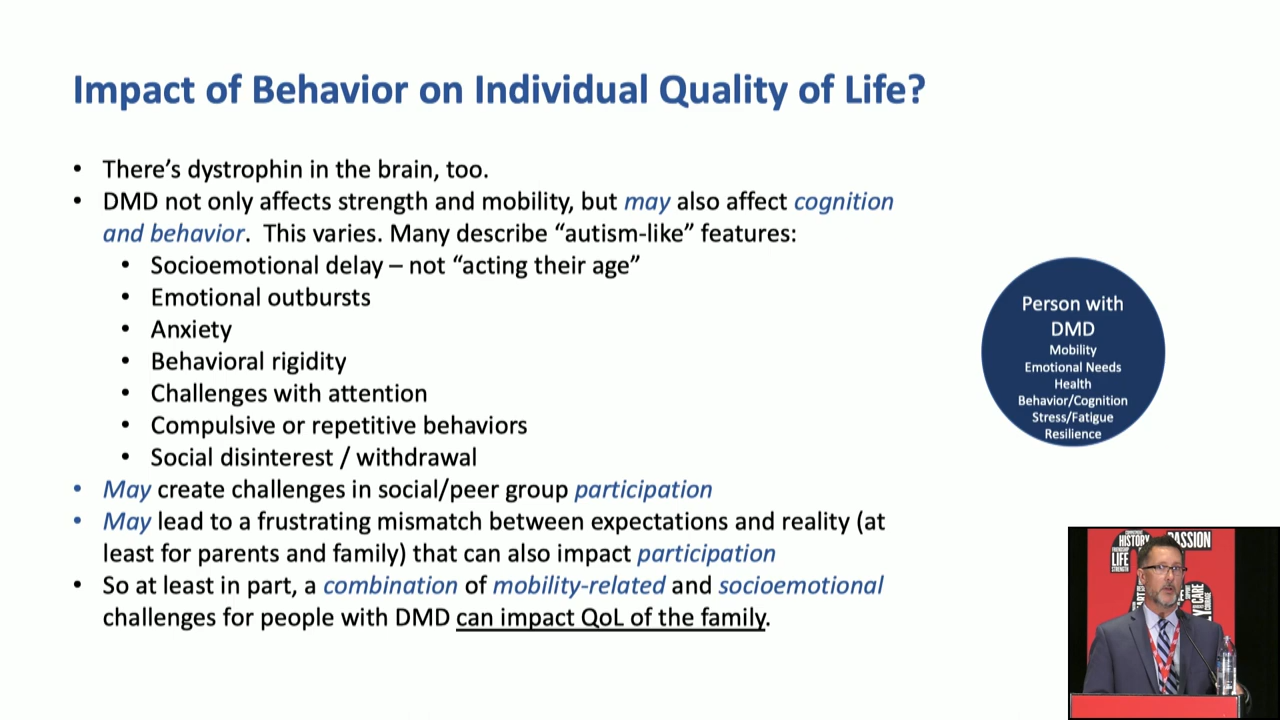 Impact of Behavior on Individual Quality of Life?
• There's dystrophin in the brain, too.
• DMD not only affects strength and mobility, but may also affect cognition
and behavior. This varies. Many describe “autism-like” features:
• Socioemotional delay – not “acting their age”
• Emotional outbursts
• Anxiety
• Behavioral rigidity
• Challenges with attention
• Compulsive or repetitive behaviors
• Social disinterest / withdrawal
• May create challenges in social/peer group participation
• May lead to a frustrating mismatch between expectations and reality (at
least for parents and family) that can also impact participation
• So at least in part, a combination of mobility-related and socioemotional
challenges for people with DMD can impact QoL of the family.
Person with
DMD
Mobility
Emotional Needs
Health
Behavior/Cognition
Stress/Fatigue
Resilience
HISTORY
PASSION
LIFE
STRENGTH
CARE
COURAGE